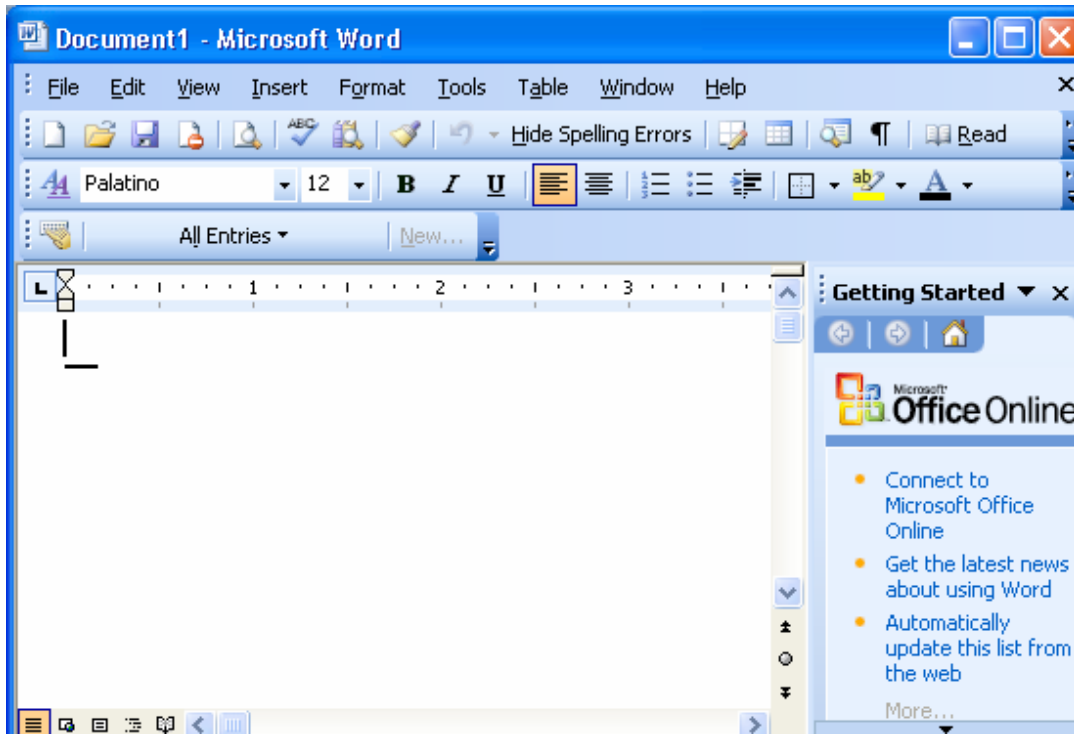 Document1 - Microsoft Word
File Edit View Insert Format Tools Table Window Help
ABC Hide Spelling Errors ¶ Read
Palatino 12 B I U ab A
All Entries New...
1 2 3
Getting Started
Microsoft
Office Online
Connect to
Microsoft Office
Online
Get the latest news
about using Word
Automatically
update this list from
the web
More...